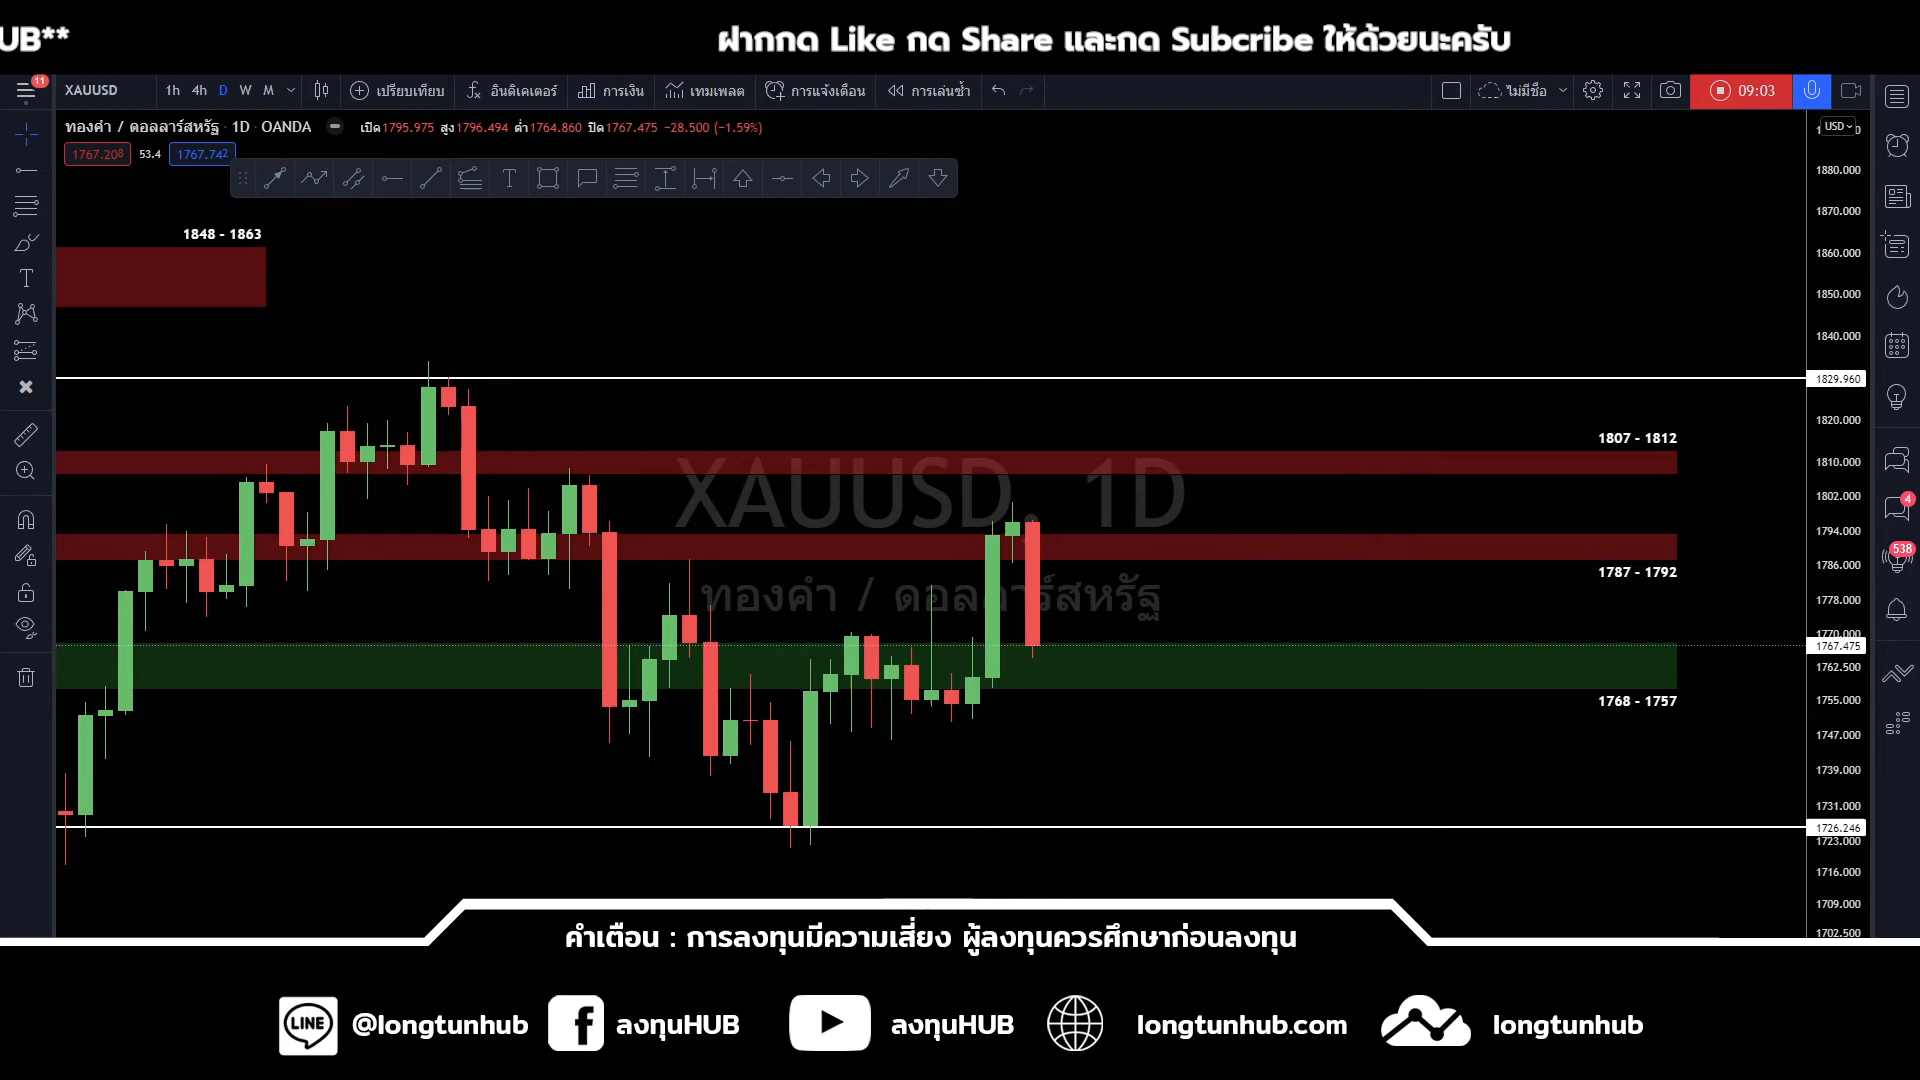 UB**
ฝากกด Like กด Share และกด Subcribe ให้ด้วยนะครับ
11
XAUUSD 1h 4h D W M เปรียบเทียบ อินดิเคเตอร์ การเงิน เทมเพลต การแจ้งเตือน การเล่นซ้ำ ไม่มีชื่อ 09:03
ทองคำ / ดอลลาร์สหรัฐ · 1D · OANDA เปิด1795.975 สูง1796.494 ต่ำ1764.860 ปิด1767.475 −28.500 (−1.59%)
USD
1767.208 53.4 1767.742
1880.000
1870.000
1848 - 1863
1860.000
1850.000
1840.000
1829.960
1820.000
1807 - 1812
1810.000
XAUUSD, 1D
1802.000
4
1794.000
538
1787 - 1792
1786.000
ทองคำ / ดอลลาร์สหรัฐ
1778.000
1770.000
1767.475
1762.500
1768 - 1757
1755.000
1747.000
1739.000
1731.000
1726.246
1723.000
1716.000
1709.000
1702.500
คำเตือน : การลงทุนมีความเสี่ยง ผู้ลงทุนควรศึกษาก่อนลงทุน
LINE @longtunhub f ลงทุนHUB ลงทุนHUB longtunhub.com longtunhub